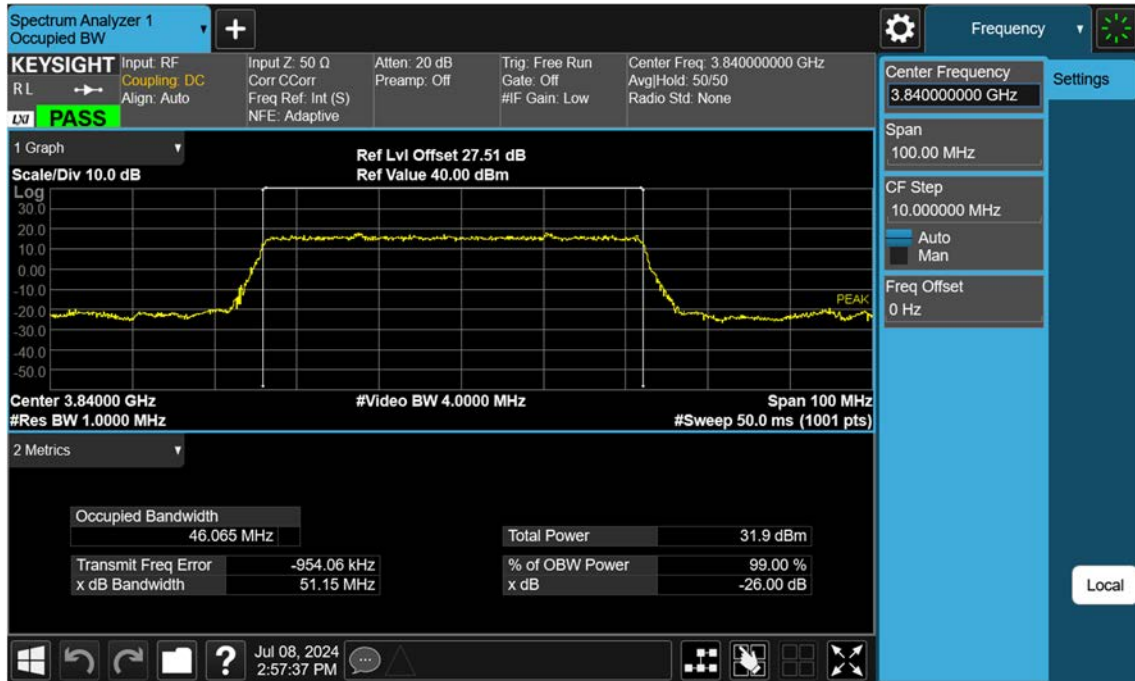 Spectrum Analyzer 1
Occupied BW
Frequency
KEYSIGHT
RL
LXI
PASS
Input: RF
Coupling: DC
Align: Auto
Input Z: 50 Ω
Corr CCorr
Freq Ref: Int (S)
NFE: Adaptive
Atten: 20 dB
Preamp: Off
Trig: Free Run
Gate: Off
#IF Gain: Low
Center Freq: 3.840000000 GHz
Avg|Hold: 50/50
Radio Std: None
Center Frequency
3.840000000 GHz
Settings
Span
100.00 MHz
CF Step
10.000000 MHz
Auto
Man
Freq Offset
0 Hz
1 Graph
Scale/Div 10.0 dB
Ref Lvl Offset 27.51 dB
Ref Value 40.00 dBm
Log
30.0
20.0
10.0
0.00
-10.0
-20.0
-30.0
-40.0
-50.0
PEAK
Center 3.84000 GHz
#Video BW 4.0000 MHz
Span 100 MHz
#Res BW 1.0000 MHz
#Sweep 50.0 ms (1001 pts)
2 Metrics
Occupied Bandwidth
46.065 MHz
Total Power 31.9 dBm
Transmit Freq Error -954.06 kHz
% of OBW Power 99.00 %
x dB Bandwidth 51.15 MHz
x dB -26.00 dB
Local
?
Jul 08, 2024
2:57:37 PM